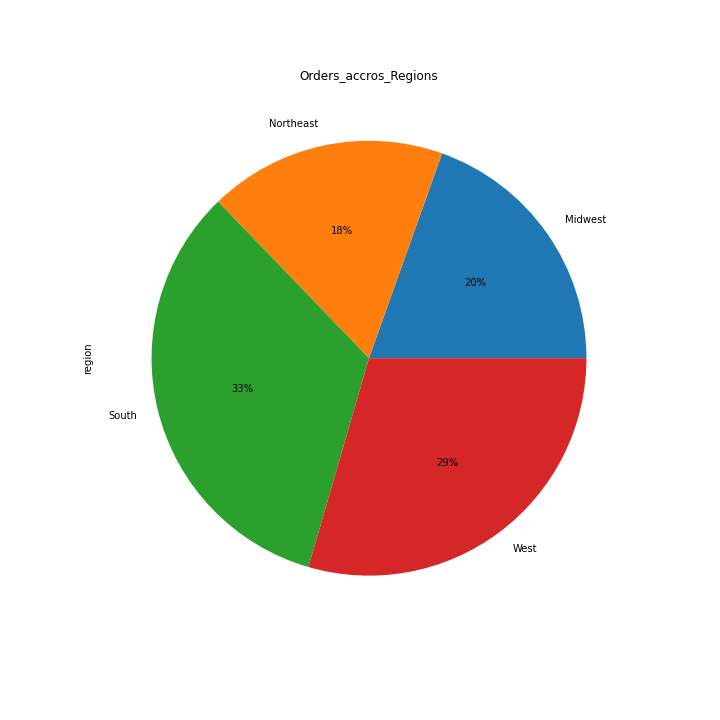 Orders_accros_Regions
Northeast
Midwest
18%
20%
region
33%
South
29%
West